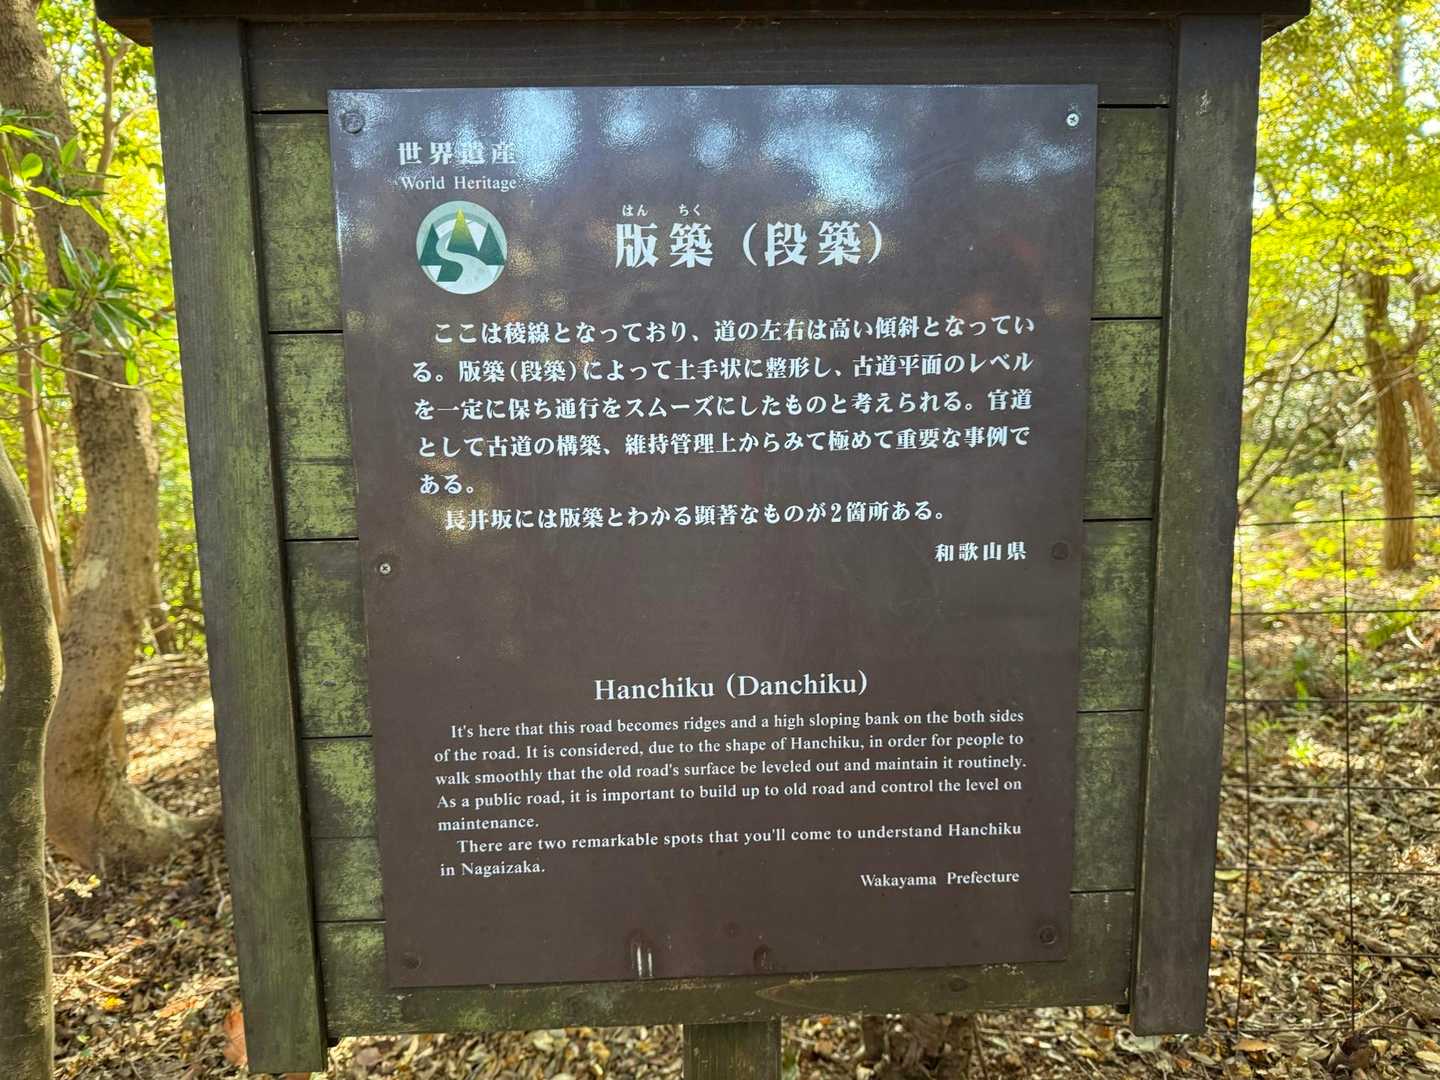 世界遺産
World Heritage
はん ちく
版築（段築）
ここは稜線となっており、道の左右は高い傾斜となってい
る。版築（段築）によって土手状に整形し、古道平面のレベル
を一定に保ち通行をスムーズにしたものと考えられる。官道
として古道の構築、維持管理上からみて極めて重要な事例で
ある。
長井坂には版築とわかる顕著なものが2箇所ある。
和歌山県
Hanchiku (Danchiku)
It's here that this road becomes ridges and a high sloping bank on the both sides
of the road. It is considered, due to the shape of Hanchiku, in order for people to
walk smoothly that the old road's surface be leveled out and maintain it routinely.
As a public road, it is important to build up to old road and control the level on
maintenance.
There are two remarkable spots that you'll come to understand Hanchiku
in Nagaizaka.
Wakayama Prefecture